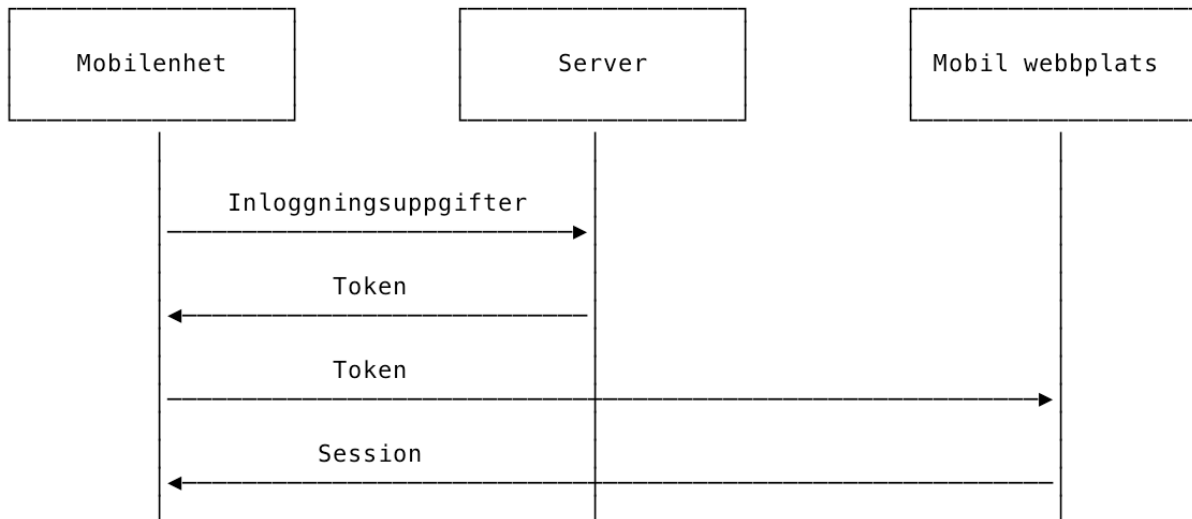 Mobilenhet
Server
Mobil webbplats
Inloggningsuppgifter
Token
Token
Session